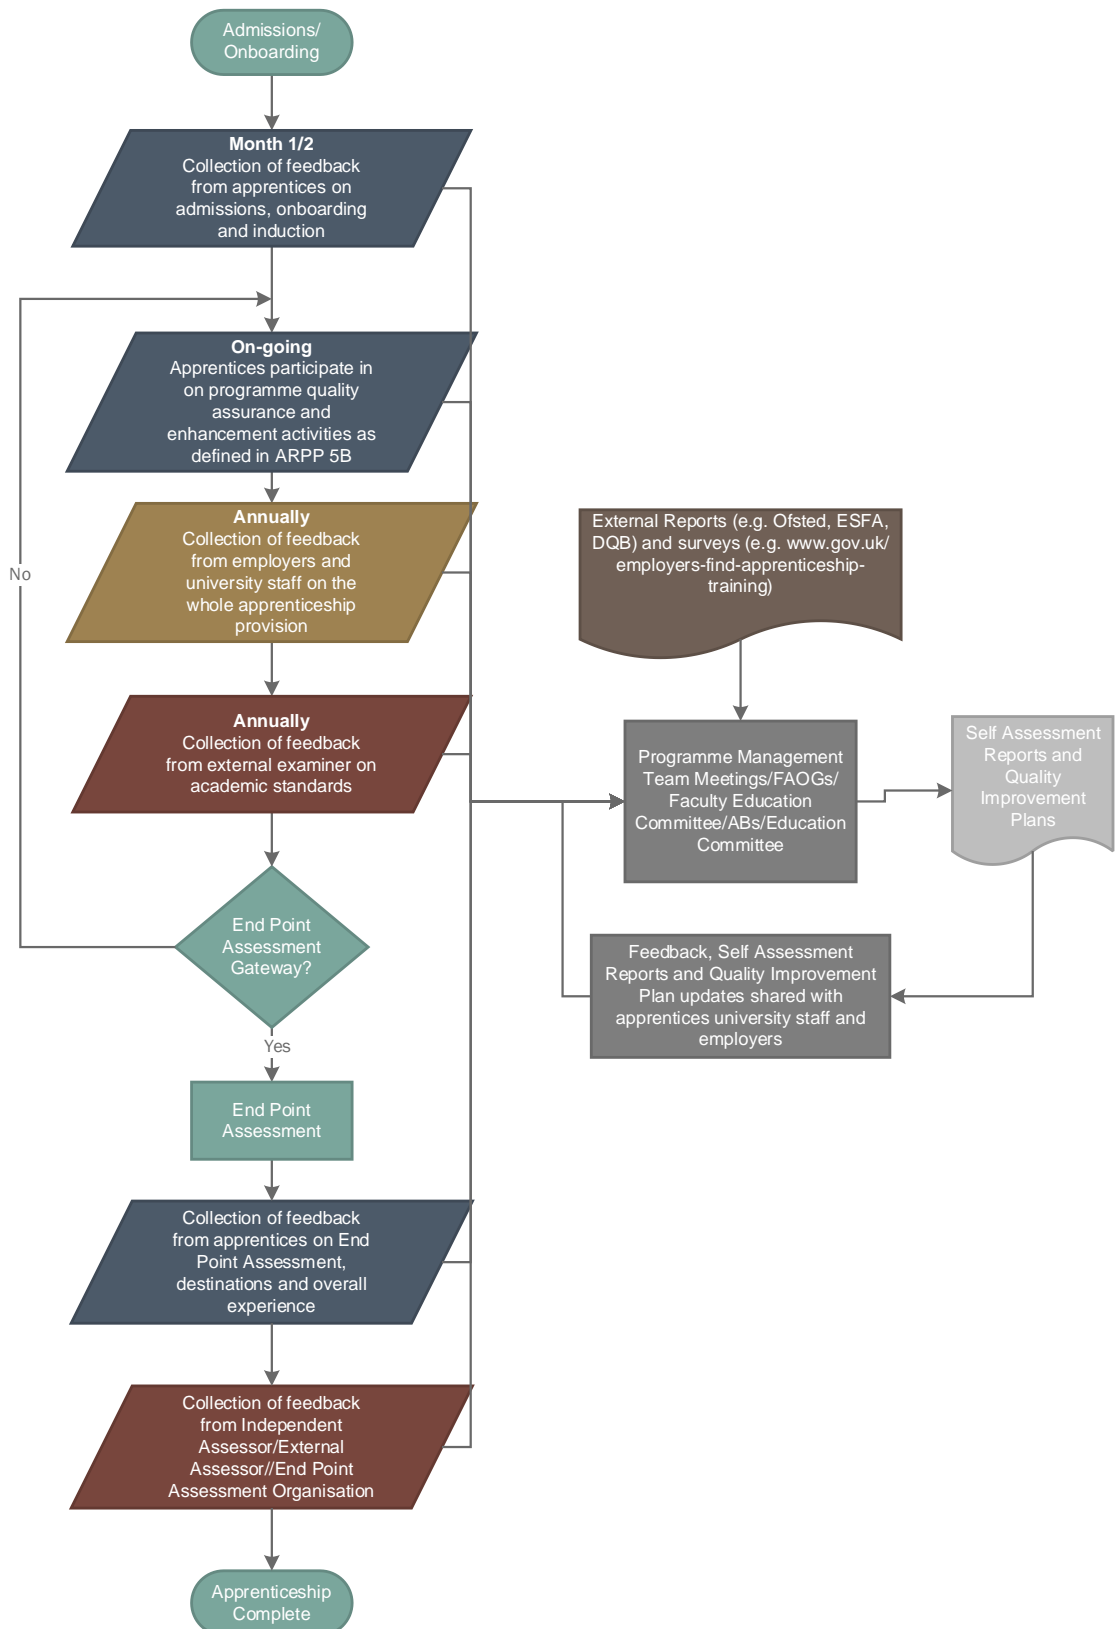 Admissions/
Onboarding
Month 1/2
Collection of feedback
from apprentices on
admissions, onboarding
and induction
On-going
Apprentices participate in
on programme quality
assurance and
enhancement activities as
defined in ARPP 5B
Annually
Collection of feedback
from employers and
university staff on the
whole apprenticeship
provision
No
Annually
Collection of feedback
from external examiner on
academic standards
End Point
Assessment
Gateway?
Yes
End Point
Assessment
Collection of feedback
from apprentices on End
Point Assessment,
destinations and overall
experience
Collection of feedback
from Independent
Assessor/External
Assessor//End Point
Assessment Organisation
Apprenticeship
Complete
External Reports (e.g. Ofsted, ESFA,
DQB) and surveys (e.g. www.gov.uk/
employers-find-apprenticeship-
training)
Programme Management
Team Meetings/FAOGs/
Faculty Education
Committee/ABs/Education
Committee
Self Assessment
Reports and
Quality
Improvement
Plans
Feedback, Self Assessment
Reports and Quality Improvement
Plan updates shared with
apprentices university staff and
employers